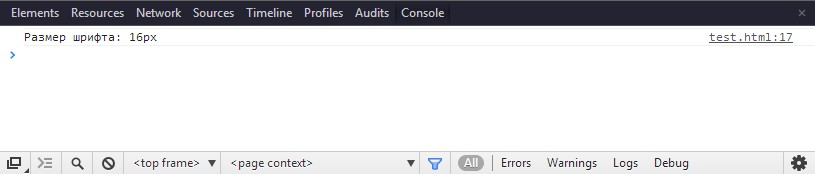 Elements Resources Network Sources Timeline Profiles Audits Console ×
Размер шрифта: 16px test.html:17
<top frame> ▼ <page context> ▼ All Errors Warnings Logs Debug